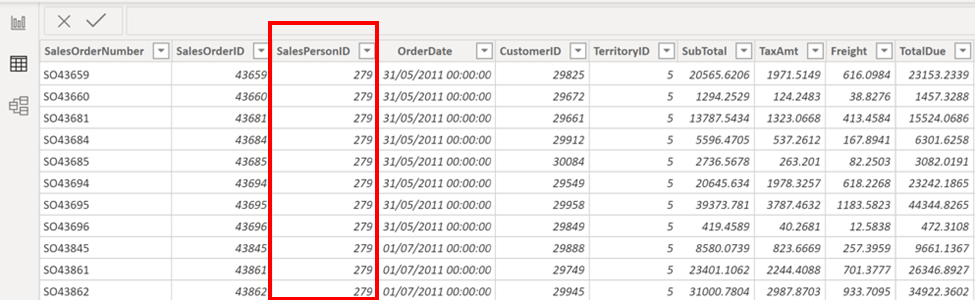 SalesOrderNumber SalesOrderID SalesPersonID OrderDate CustomerID TerritoryID SubTotal TaxAmt Freight TotalDue
SO43659 43659 279 31/05/2011 00:00:00 29825 5 20565.6206 1971.5149 616.0984 23153.2339
SO43660 43660 279 31/05/2011 00:00:00 29672 5 1294.2529 124.2483 38.8276 1457.3288
SO43681 43681 279 31/05/2011 00:00:00 29661 5 13787.5434 1323.0668 413.4584 15524.0686
SO43684 43684 279 31/05/2011 00:00:00 29912 5 5596.4705 537.2612 167.8941 6301.6258
SO43685 43685 279 31/05/2011 00:00:00 30084 5 2736.5678 263.201 82.2503 3082.0191
SO43694 43694 279 31/05/2011 00:00:00 29549 5 20645.634 1978.3257 618.2268 23242.1865
SO43695 43695 279 31/05/2011 00:00:00 29958 5 39373.781 3787.4632 1183.5823 44344.8265
SO43696 43696 279 31/05/2011 00:00:00 29849 5 419.4589 40.2681 12.5838 472.3108
SO43845 43845 279 01/07/2011 00:00:00 29888 5 8580.0739 823.6669 257.3959 9661.1367
SO43861 43861 279 01/07/2011 00:00:00 29749 5 23401.1062 2244.4088 701.3777 26346.8927
SO43862 43862 279 01/07/2011 00:00:00 29945 5 31000.7804 2987.8703 933.7095 34922.3602